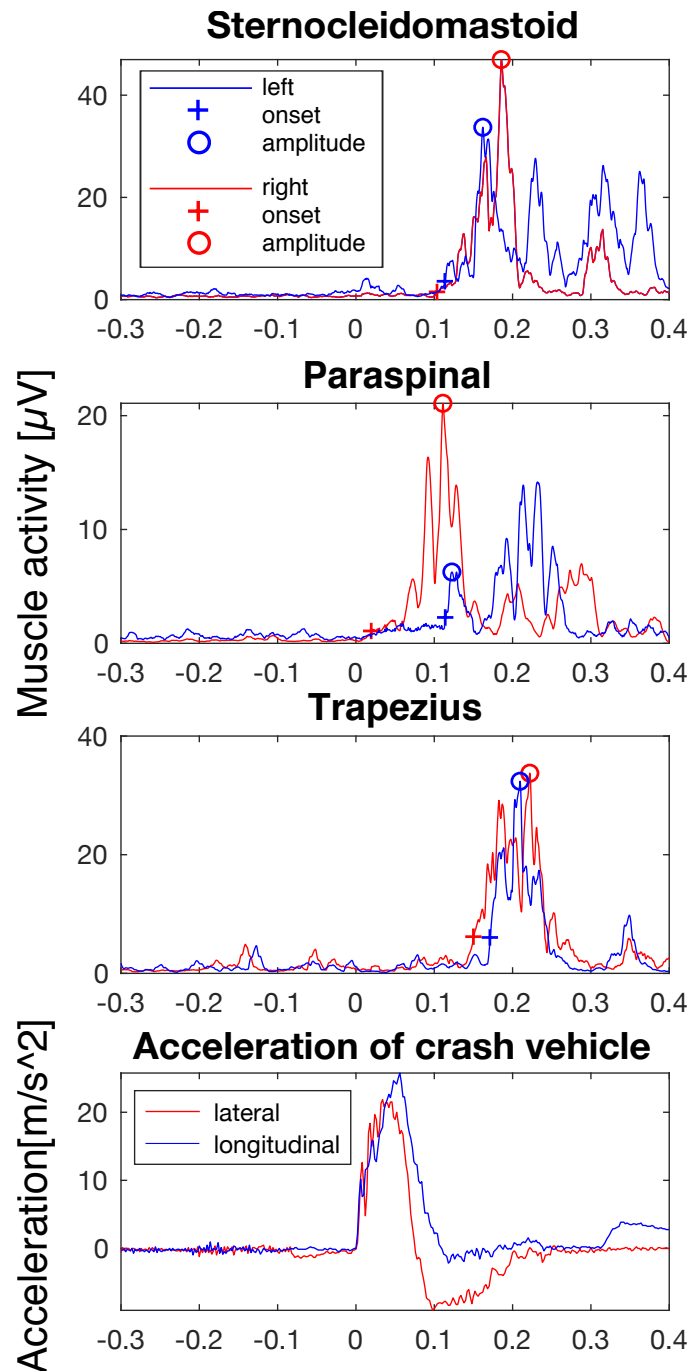 Sternocleidomastoid
left
onset
amplitude
right
onset
amplitude
40
20
0
-0.3 -0.2 -0.1 0 0.1 0.2 0.3 0.4
Muscle activity [μV]
Paraspinal
20
10
0
-0.3 -0.2 -0.1 0 0.1 0.2 0.3 0.4
Trapezius
40
20
0
-0.3 -0.2 -0.1 0 0.1 0.2 0.3 0.4
Acceleration[m/s^2]
Acceleration of crash vehicle
lateral
longitudinal
20
10
0
-0.3 -0.2 -0.1 0 0.1 0.2 0.3 0.4